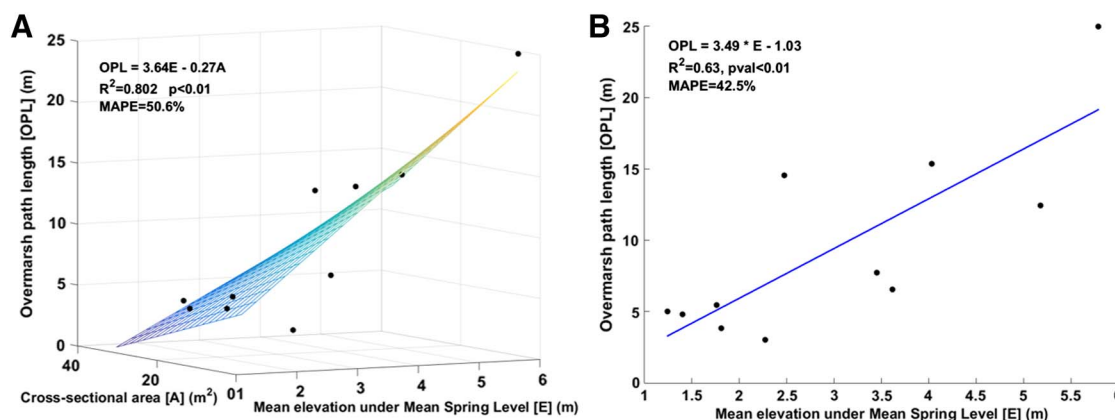 A
OPL = 3.64E - 0.27A
R²=0.802 p<0.01
MAPE=50.6%
Overmarsh path length [OPL] (m)
25
20
15
10
5
0
40
20
0
1
2
3
4
5
6
Cross-sectional area [A] (m²)
Mean elevation under Mean Spring Level [E] (m)
B
OPL = 3.49 * E - 1.03
R²=0.63, pval<0.01
MAPE=42.5%
Overmarsh path length [OPL] (m)
25
20
15
10
5
0
1 1.5 2 2.5 3 3.5 4 4.5 5 5.5
Mean elevation under Mean Spring Level [E] (m)